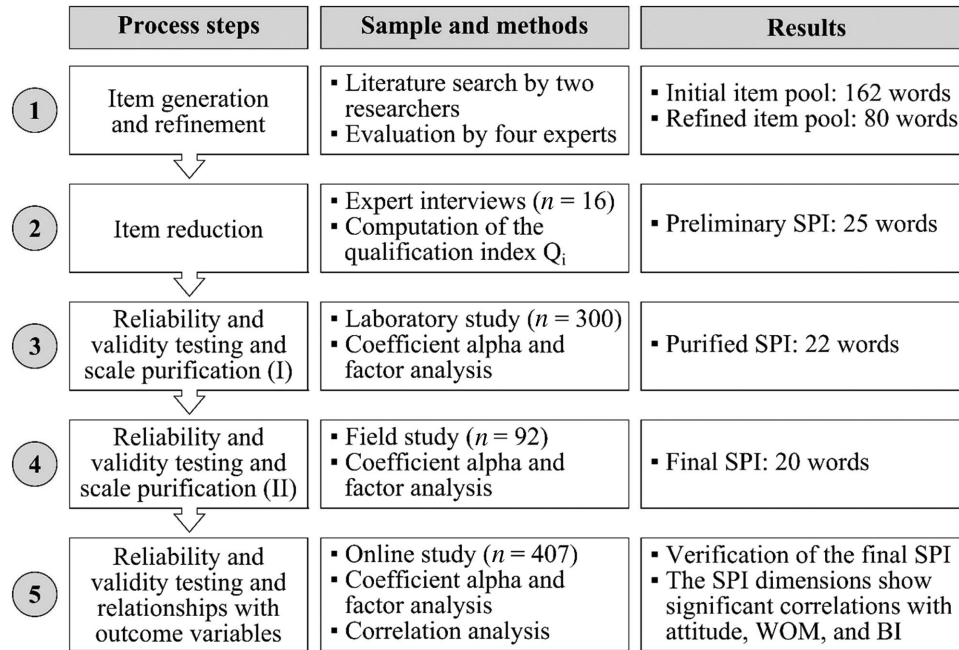 Process steps
Sample and methods
Results
1
Item generation
and refinement
▪ Literature search by two
researchers
▪ Evaluation by four experts
▪ Initial item pool: 162 words
▪ Refined item pool: 80 words
2
Item reduction
▪ Expert interviews (n = 16)
▪ Computation of the
qualification index Qi
▪ Preliminary SPI: 25 words
3
Reliability and
validity testing and
scale purification (I)
▪ Laboratory study (n = 300)
▪ Coefficient alpha and
factor analysis
▪ Purified SPI: 22 words
4
Reliability and
validity testing and
scale purification (II)
▪ Field study (n = 92)
▪ Coefficient alpha and
factor analysis
▪ Final SPI: 20 words
5
Reliability and
validity testing and
relationships with
outcome variables
▪ Online study (n = 407)
▪ Coefficient alpha and
factor analysis
▪ Correlation analysis
▪ Verification of the final SPI
▪ The SPI dimensions show
significant correlations with
attitude, WOM, and BI